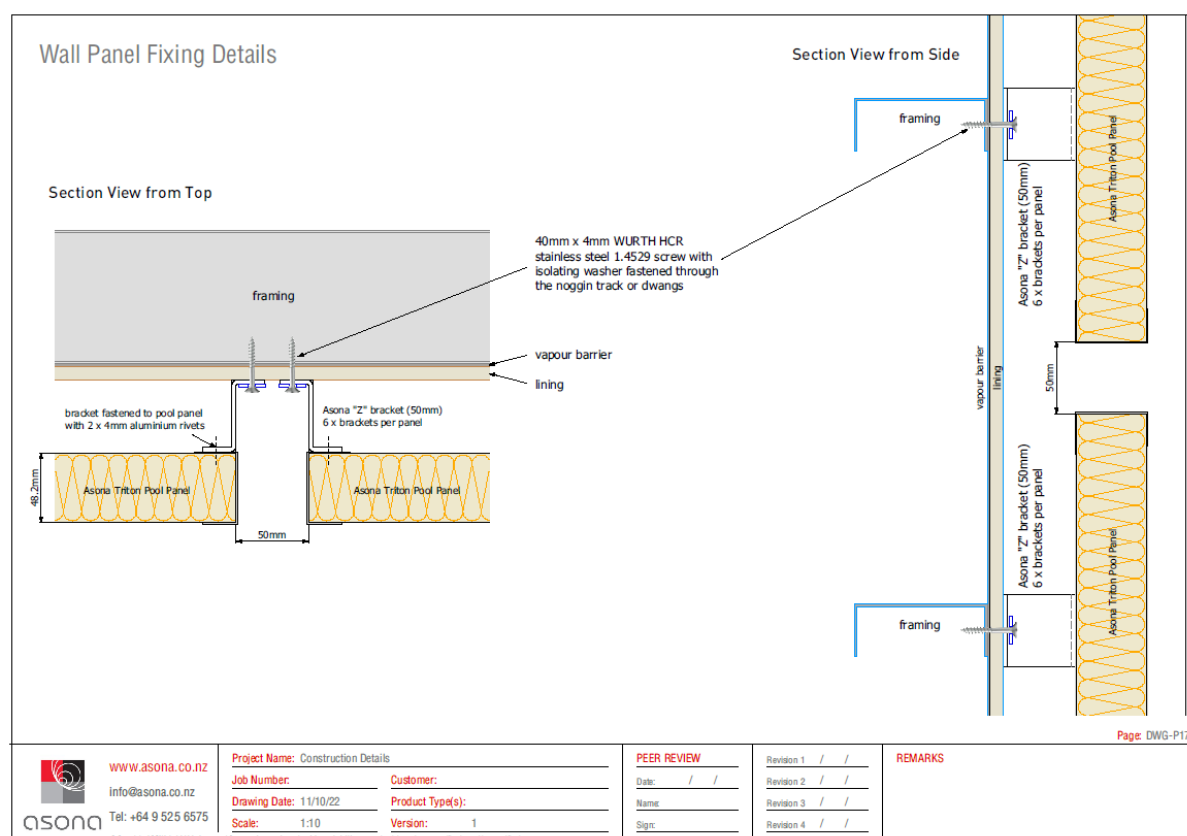 Wall Panel Fixing Details
Section View from Side
Section View from Top
framing
40mm x 4mm WURTH HCR
stainless steel 1.4529 screw with
isolating washer fastened through
the noggin track or dwangs
vapour barrier
lining
bracket fastened to pool panel
with 2 x 4mm aluminium rivets
Asona "Z" bracket (50mm)
6 x brackets per panel
48.2mm
Asona Triton Pool Panel
Asona Triton Pool Panel
50mm
framing
Asona "Z" bracket (50mm)
6 x brackets per panel
Asona Triton Pool Panel
vapour barrier
lining
50mm
Asona "Z" bracket (50mm)
6 x brackets per panel
Asona Triton Pool Panel
framing
Page: DWG-P17
asona
www.asona.co.nz
info@asona.co.nz
Tel: +64 9 525 6575
Project Name: Construction Details
Job Number:
Customer:
Drawing Date: 11/10/22
Product Type(s):
Scale: 1:10
Version: 1
PEER REVIEW
Date: / /
Name:
Sign:
Revision 1 / /
Revision 2 / /
Revision 3 / /
Revision 4 / /
REMARKS